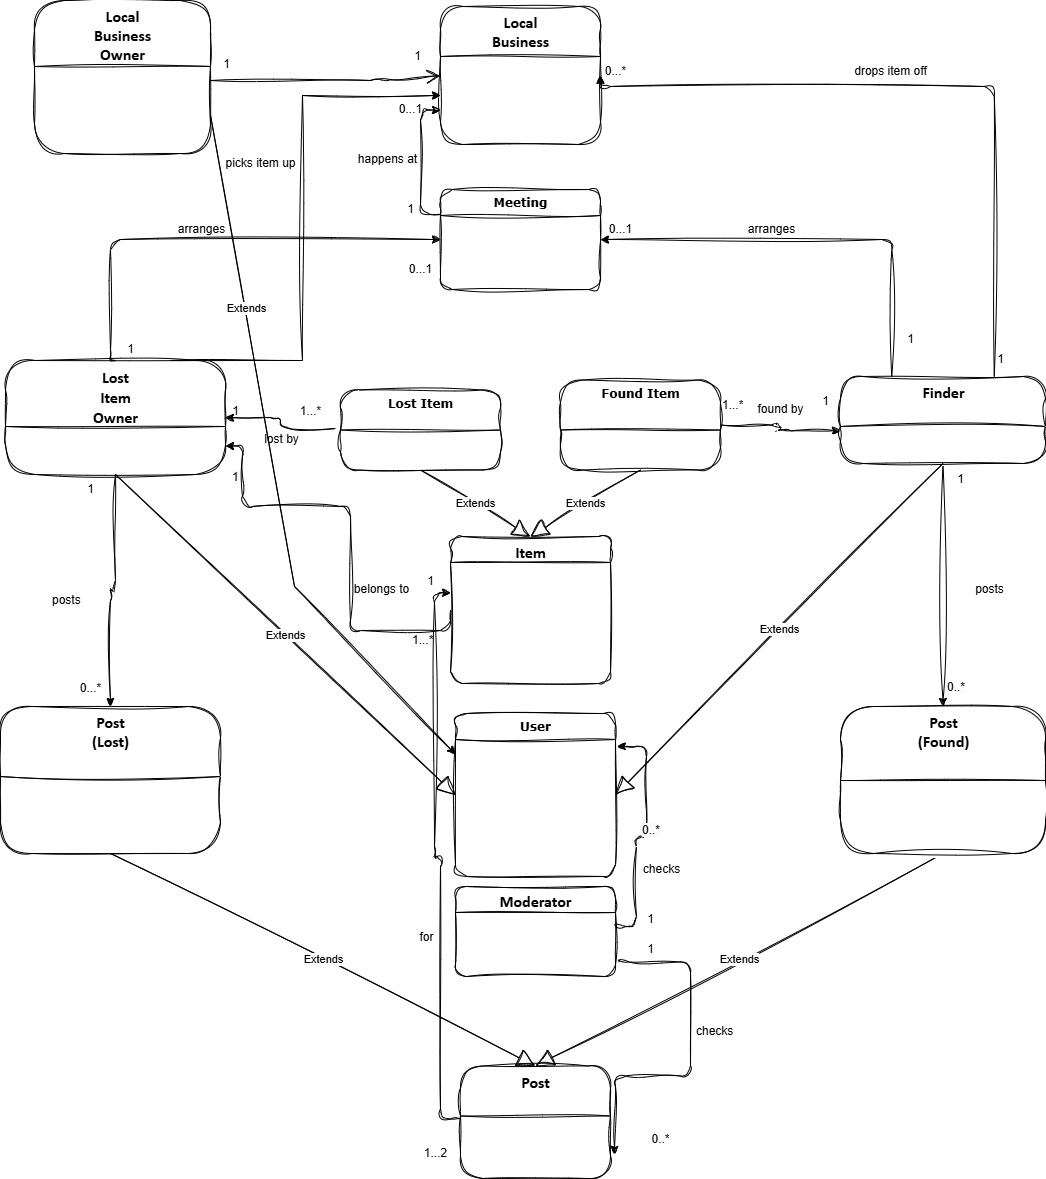 Local
Business
Owner
Local
Business
1
1
0...*
drops item off
0...1
picks item up
happens at
1
Meeting
arranges
0...1
arranges
0...1
Extends
1
1
1
Lost
Item
Owner
1
1...*
lost by
Lost Item
Found Item
1...*
found by
1
Finder
1
1
Extends
Extends
1
Item
posts
belongs to
1
1...*
posts
Extends
Extends
0...*
0..*
Post
(Lost)
User
Post
(Found)
0..*
checks
Moderator
1
for
1
Extends
Extends
checks
Post
1...2
0..*